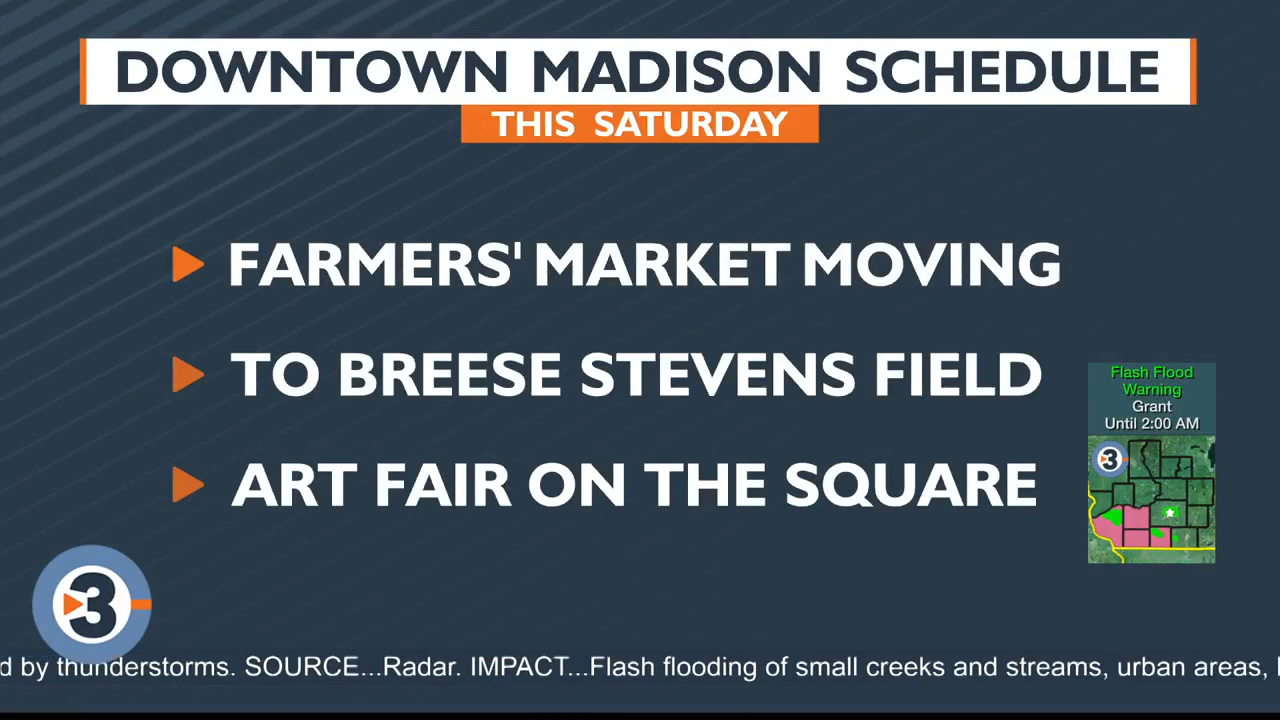 DOWNTOWN MADISON SCHEDULE
THIS SATURDAY
FARMERS' MARKET MOVING
TO BREESE STEVENS FIELD
ART FAIR ON THE SQUARE
Flash Flood
Warning
Grant
Until 2:00 AM
3
3
d by thunderstorms. SOURCE...Radar. IMPACT...Flash flooding of small creeks and streams, urban areas,